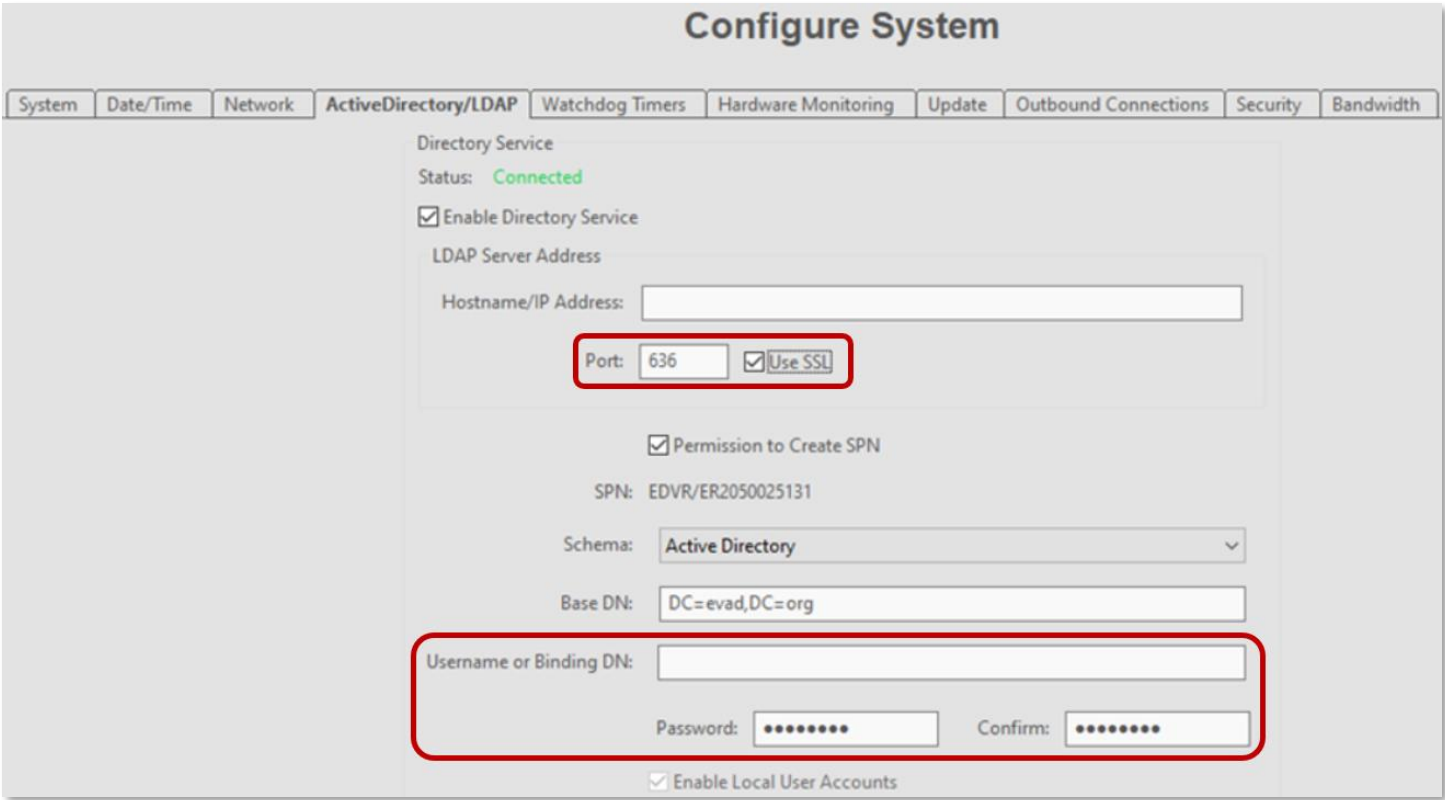 Configure System
System Date/Time Network ActiveDirectory/LDAP Watchdog Timers Hardware Monitoring Update Outbound Connections Security Bandwidth
Directory Service
Status: Connected
Enable Directory Service
LDAP Server Address
Hostname/IP Address:
Port: 636 Use SSL
Permission to Create SPN
SPN: EDVR/ER2050025131
Schema: Active Directory
Base DN: DC=evad,DC=org
Username or Binding DN:
Password: ●●●●●●●● Confirm: ●●●●●●●●
Enable Local User Accounts